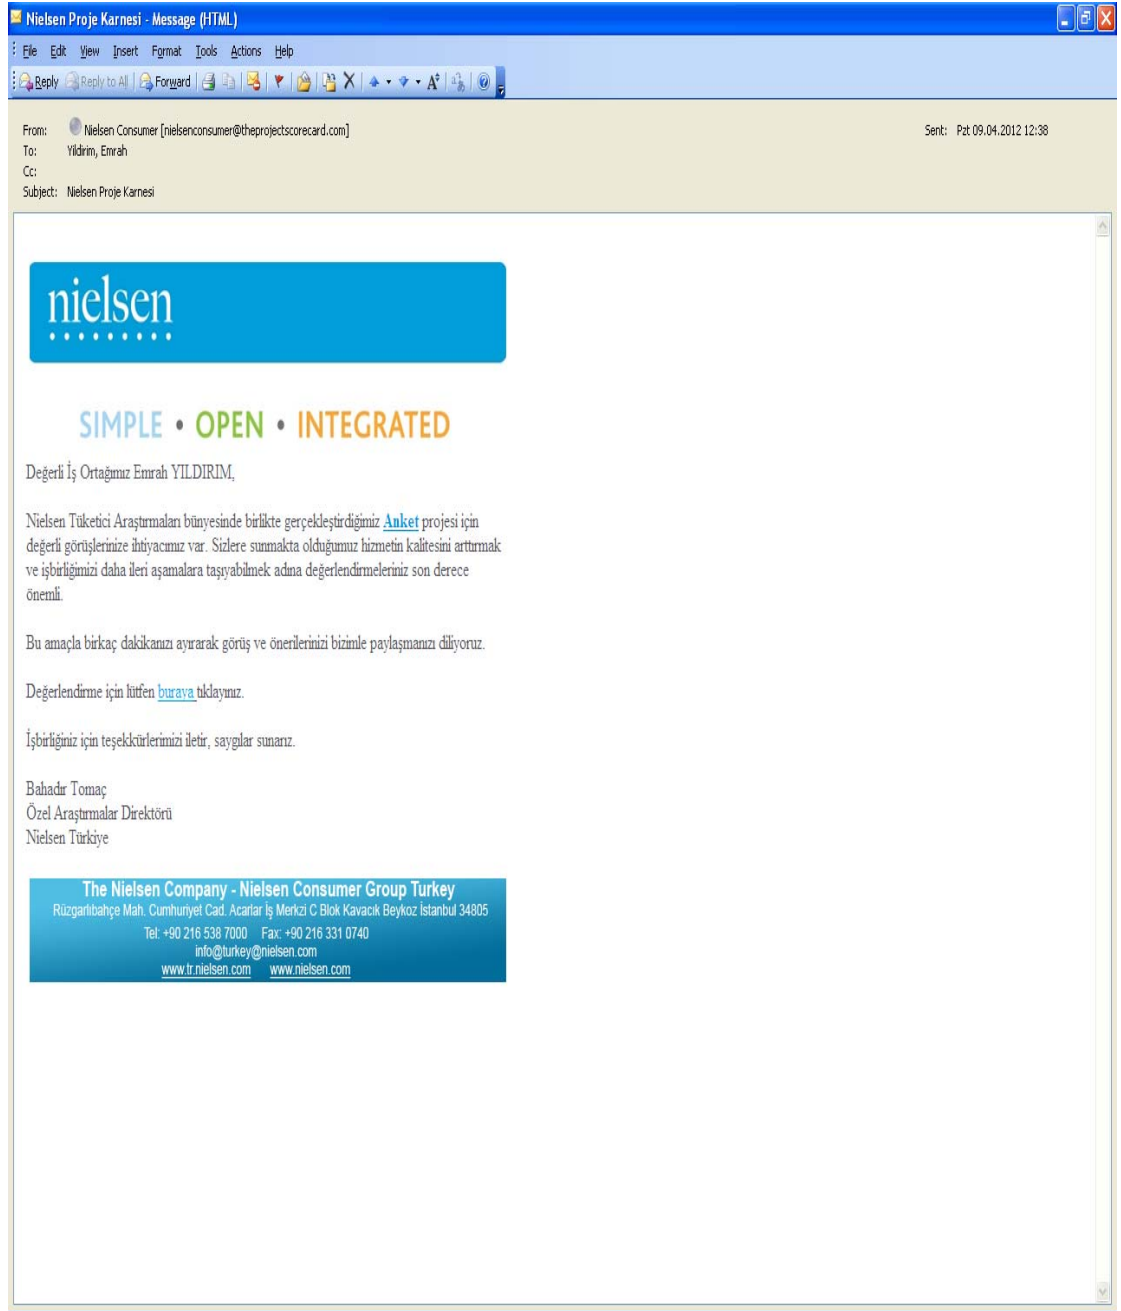 Nielsen Proje Karnesi - Message (HTML)
File Edit View Insert Format Tools Actions Help
Reply Reply to All Forward
From: Nielsen Consumer [nielsenconsumer@theprojectscorecard.com] Sent: Pzt 09.04.2012 12:38
To: Yildirim, Emrah
Cc:
Subject: Nielsen Proje Karnesi
nielsen
SIMPLE • OPEN • INTEGRATED
Değerli İş Ortağımız Emrah YILDIRIM,
Nielsen Tüketici Araştırmaları bünyesinde birlikte gerçekleştirdiğimiz Anket projesi için
değerli görüşlerinize ihtiyacımız var. Sizlere sunmakta olduğumuz hizmetin kalitesini arttırmak
ve işbirliğimizi daha ileri aşamalara taşıyabilmek adına değerlendirmeleriniz son derece
önemli.
Bu amaçla birkaç dakikanızı ayırarak görüş ve önerilerinizi bizimle paylaşmanızı diliyoruz.
Değerlendirme için lütfen buraya tıklayınız.
İşbirliğiniz için teşekkürlerimizi iletir, saygılar sunarız.
Bahadır Tomaç
Özel Araştırmalar Direktörü
Nielsen Türkiye
The Nielsen Company - Nielsen Consumer Group Turkey
Rüzgarlıbahçe Mah. Cumhuriyet Cad. Acarlar İş Merkzi C Blok Kavacık Beykoz İstanbul 34805
Tel: +90 216 538 7000 Fax: +90 216 331 0740
info@turkey@nielsen.com
www.tr.nielsen.com www.nielsen.com